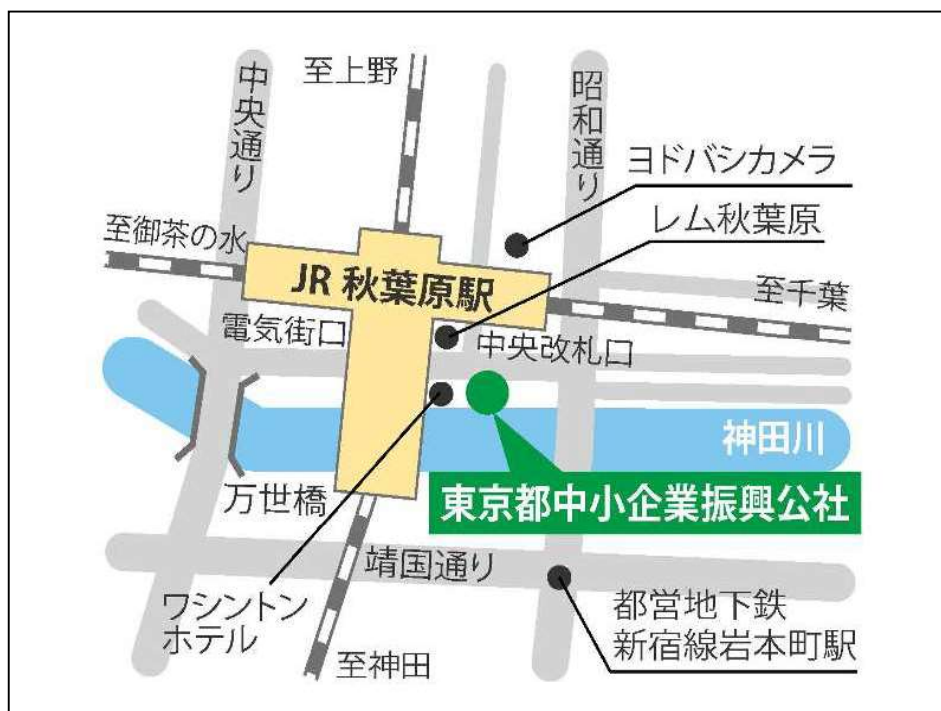 至上野
中央通り
昭和通り
ヨドバシカメラ
レム秋葉原
至御茶の水
JR 秋葉原駅
至千葉
電気街口
中央改札口
神田川
万世橋
東京都中小企業振興公社
靖国通り
ワシントン
ホテル
都営地下鉄
新宿線岩本町駅
至神田